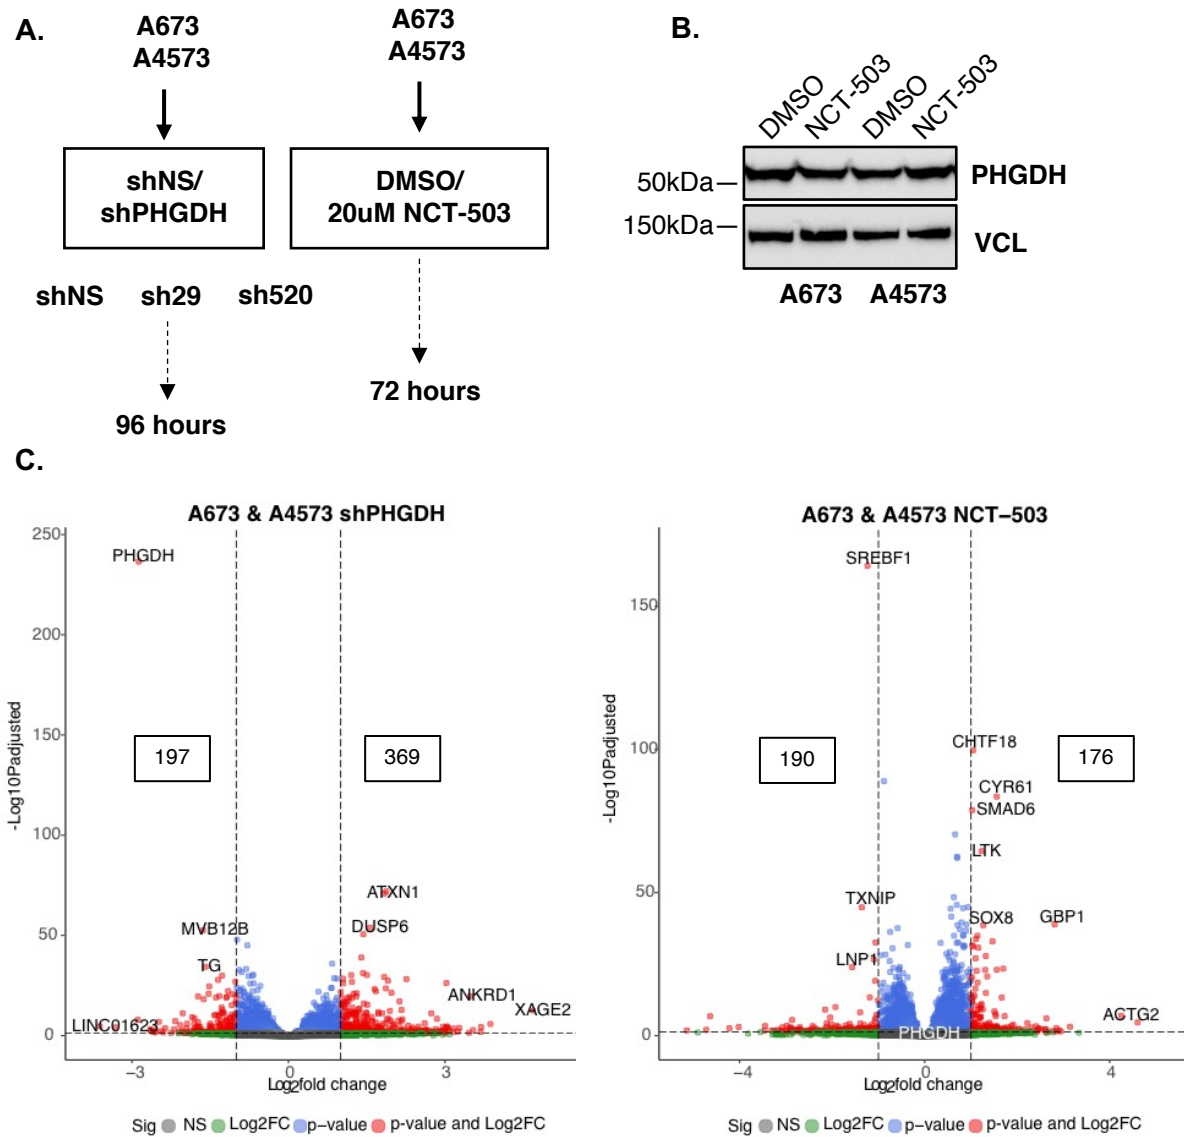 A.
A673
A4573
A673
A4573
shNS/
shPHGDH
DMSO/
20uM NCT-503
shNS sh29 sh520
96 hours
72 hours
B.
DMSO
NCT-503
DMSO
NCT-503
50kDa
PHGDH
150kDa
VCL
A673 A4573
C.
A673 & A4573 shPHGDH
250
200
150
100
50
0
-Log10Padjusted
PHGDH
197
369
ATXN1
MVB12B
DUSP6
TG
ANKRD1
XAGE2
LINC01623
−3 0 3
Log2fold change
Sig NS Log2FC p−value p−value and Log2FC
A673 & A4573 NCT−503
150
100
50
0
-Log10Padjusted
SREBF1
190
176
CHTF18
CYR61
SMAD6
LTK
TXNIP
SOX8
GBP1
LNP1
ACTG2
PHGDH
−4 0 4
Log2fold change
Sig NS Log2FC p−value p−value and Log2FC